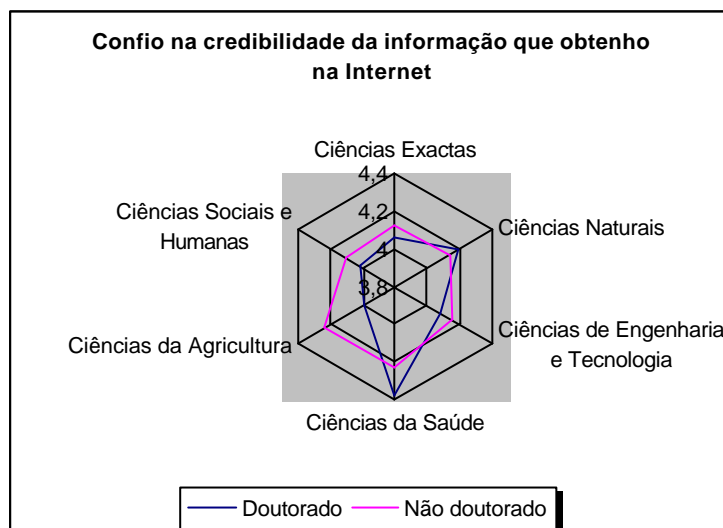 Confio na credibilidade da informação que obtenho
na Internet
Ciências Exactas
4,4
4,2
4
3,8
Ciências Naturais
Ciências de Engenharia
e Tecnologia
Ciências da Saúde
Ciências da Agricultura
Ciências Sociais e
Humanas
Doutorado
Não doutorado